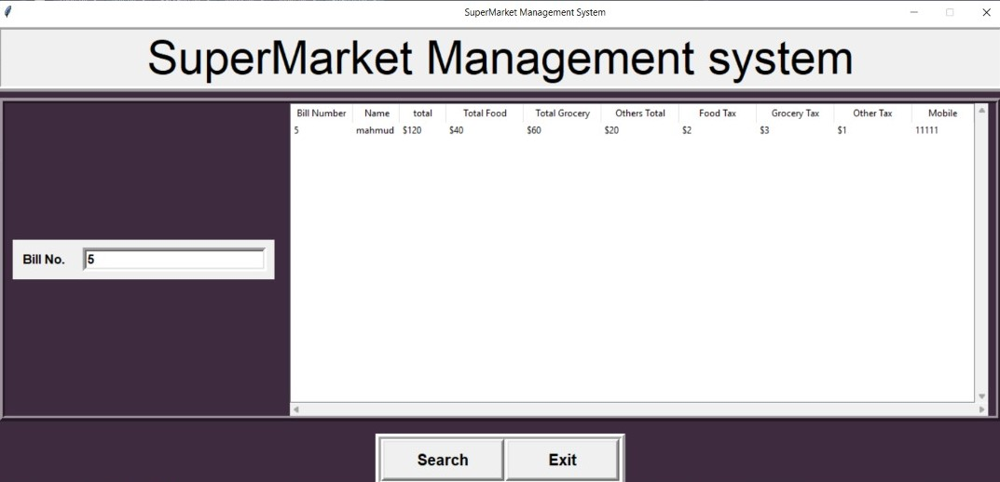 SuperMarket Management System
SuperMarket Management system
Bill Number Name total Total Food Total Grocery Others Total Food Tax Grocery Tax Other Tax Mobile
5 mahmud $120 $40 $60 $20 $2 $3 $1 11111
Bill No. 5
Search Exit